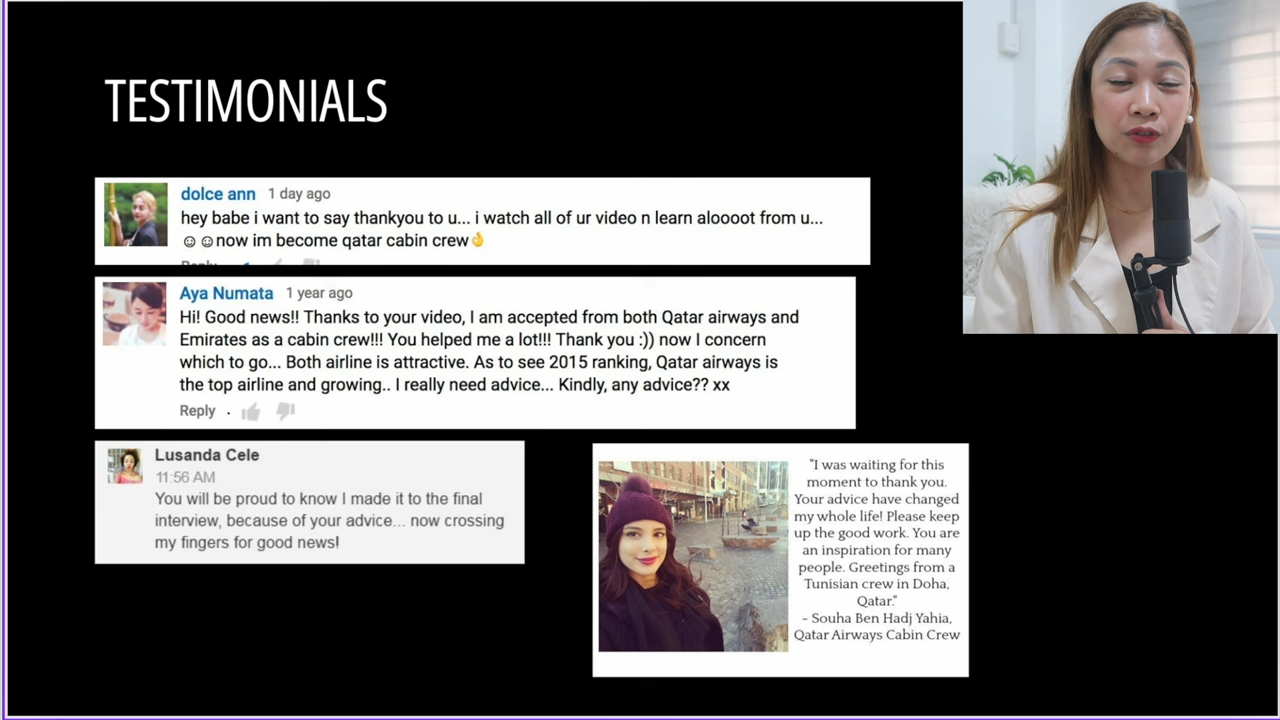 TESTIMONIALS
dolce ann 1 day ago
hey babe i want to say thankyou to u... i watch all of ur video n learn aloooot from u...
☺☺now im become qatar cabin crew👌
Reply
Aya Numata 1 year ago
Hi! Good news!! Thanks to your video, I am accepted from both Qatar airways and
Emirates as a cabin crew!!! You helped me a lot!!! Thank you :)) now I concern
which to go... Both airline is attractive. As to see 2015 ranking, Qatar airways is
the top airline and growing.. I really need advice... Kindly, any advice?? xx
Reply ·
Lusanda Cele
11:56 AM
You will be proud to know I made it to the final
interview, because of your advice... now crossing
my fingers for good news!
"I was waiting for this
moment to thank you.
Your advice have changed
my whole life! Please keep
up the good work. You are
an inspiration for many
people. Greetings from a
Tunisian crew in Doha,
Qatar."
- Souha Ben Hadj Yahia,
Qatar Airways Cabin Crew